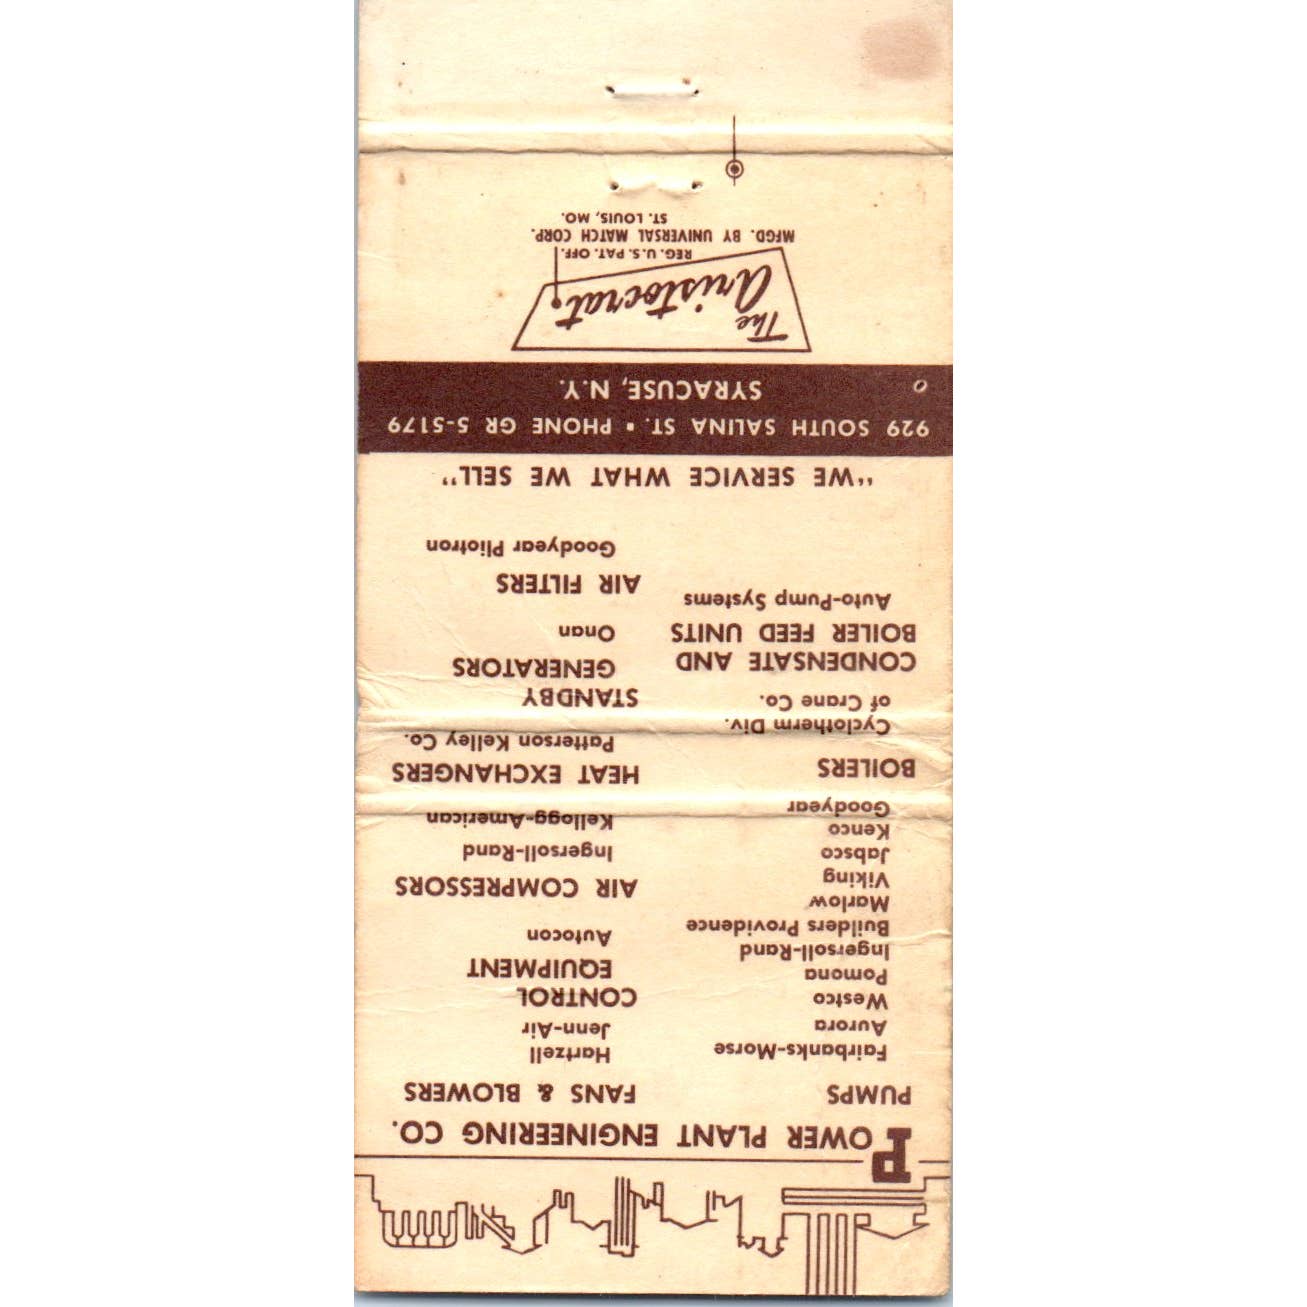 POWER PLANT ENGINEERING CO.
PUMPS
Fairbanks-Morse
Aurora
Westco
Pomona
Ingersoll-Rand
Builders Providence
Marlow
Viking
Jabsco
Kenco
Goodyear
BOILERS
Cyclotherm Div.
of Crane Co.
CONDENSATE AND
BOILER FEED UNITS
Auto-Pump Systems
FANS & BLOWERS
Hartzell
Jenn-Air
CONTROL
EQUIPMENT
Autocon
AIR COMPRESSORS
Ingersoll-Rand
Kellogg-American
HEAT EXCHANGERS
Patterson Kelley Co.
STANDBY
GENERATORS
Onan
AIR FILTERS
Goodyear Pliotron
"WE SERVICE WHAT WE SELL"
929 SOUTH SALINA ST. • PHONE GR 5-5179
SYRACUSE, N.Y.
The Aristocrat
REG. U.S. PAT. OFF.
MFGD. BY UNIVERSAL MATCH CORP.
ST. LOUIS, MO.